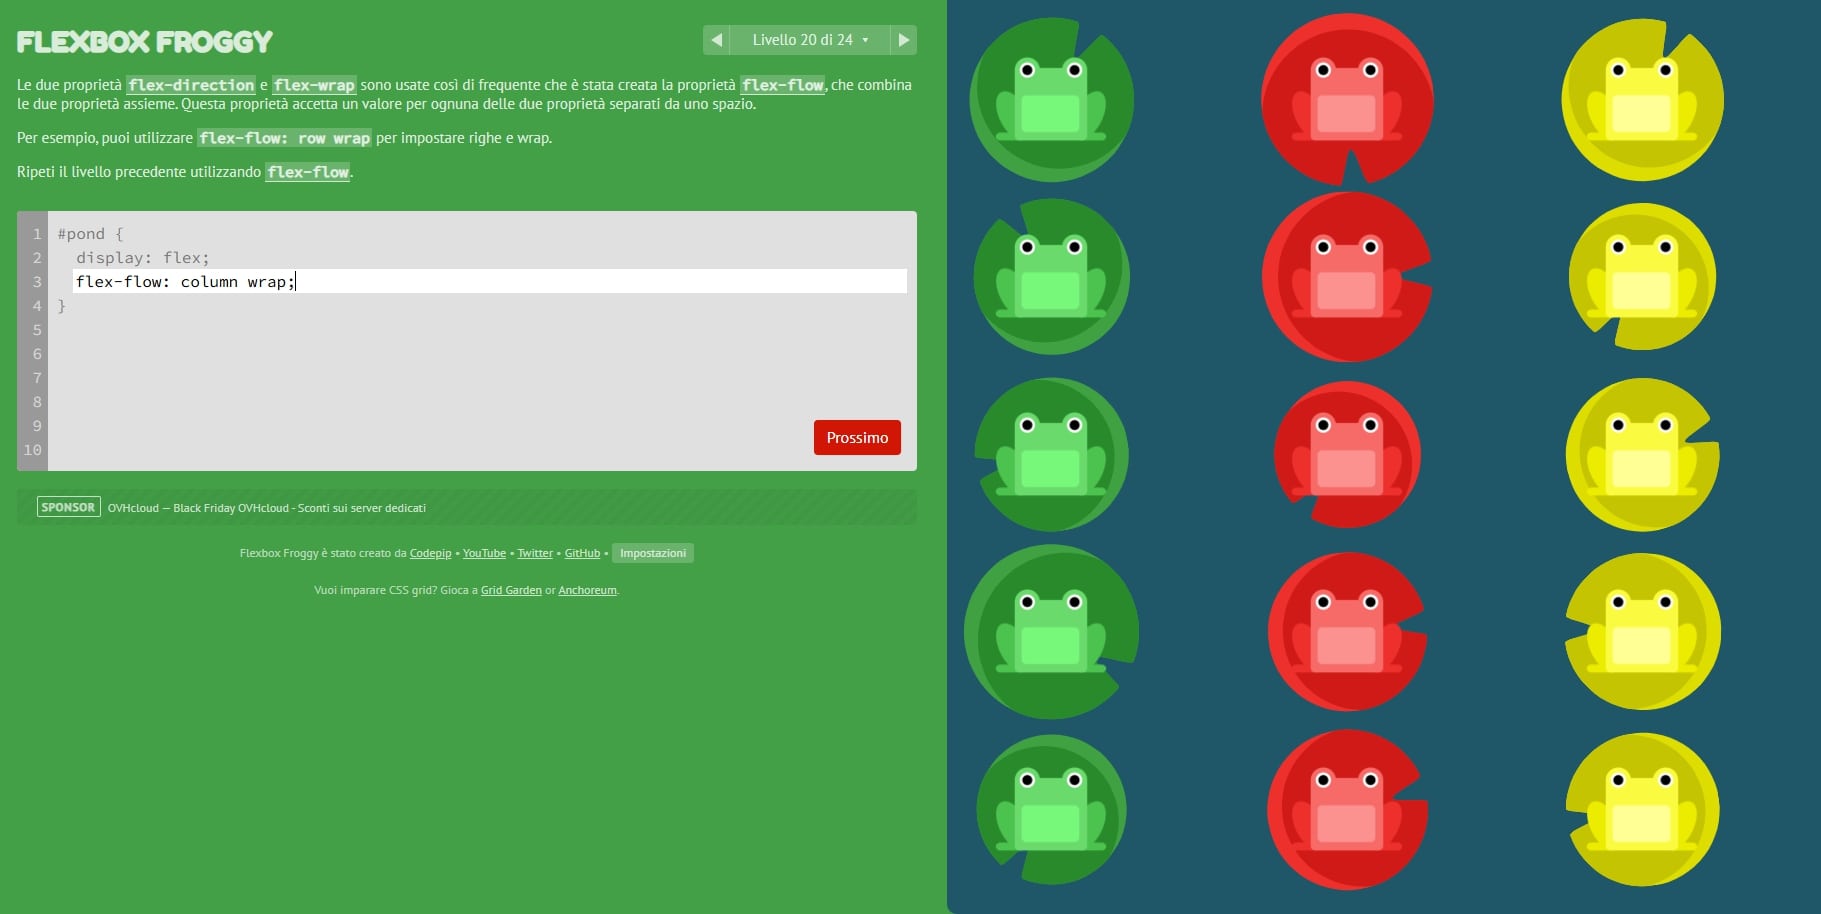 FLEXBOX FROGGY
Livello 20 di 24
Le due proprietà flex-direction e flex-wrap sono usate così di frequente che è stata creata la proprietà flex-flow, che combina
le due proprietà assieme. Questa proprietà accetta un valore per ognuna delle due proprietà separati da uno spazio.
Per esempio, puoi utilizzare flex-flow: row wrap per impostare righe e wrap.
Ripeti il livello precedente utilizzando flex-flow.
1 #pond {
2 display: flex;
3 flex-flow: column wrap;
4 }
5
6
7
8
9
10
Prossimo
SPONSOR OVHcloud — Black Friday OVHcloud - Sconti sui server dedicati
Flexbox Froggy è stato creato da Codepip • YouTube • Twitter • GitHub • Impostazioni
Vuoi imparare CSS grid? Gioca a Grid Garden or Anchoreum.